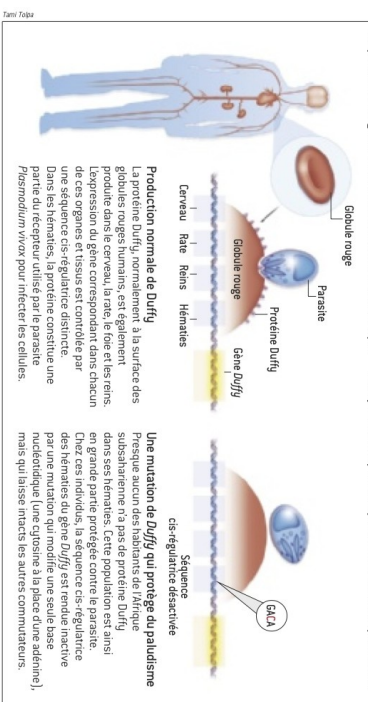 Tami Tolpa
Globule rouge
Parasite
Protéine Duffy
Globule rouge
Gène Duffy
Cerveau Rate Reins Hématies
Production normale de Duffy
La protéine Duffy, normalement à la surface des
globules rouges humains, est également
produite dans le cerveau, la rate, le foie et les reins.
L'expression du gène correspondant dans chacun
de ces organes et tissus est contrôlée par
une séquence cis-régulatrice distincte.
Dans les hématies, la protéine constitue une
partie du récepteur utilisé par le parasite
Plasmodium vivax pour infecter les cellules.
GACA
Séquence
cis-régulatrice désactivée
Une mutation de Duffy qui protège du paludisme
Presque aucun des habitants de l'Afrique
subsaharienne n'a pas de protéine Duffy
dans ses hématies. Cette population est ainsi
en grande partie protégée contre le parasite.
Chez ces individus, la séquence cis-régulatrice
des hématies du gène Duffy est rendue inactive
par une mutation qui modifie une seule base
nucléotidique (une cytosine à la place d'une adénine),
mais qui laisse intacts les autres commutateurs.